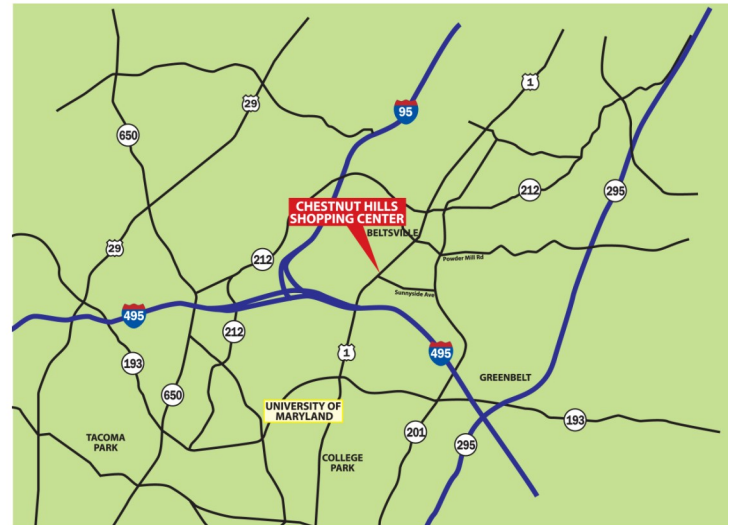 1
29
95
650
212
295
CHESTNUT HILLS
SHOPPING CENTER
BELTSVILLE
29
212
Powder Mill Rd
Sunnyside Ave
495
212
193
1
495
GREENBELT
650
UNIVERSITY OF
MARYLAND
193
201
TACOMA
PARK
295
COLLEGE
PARK